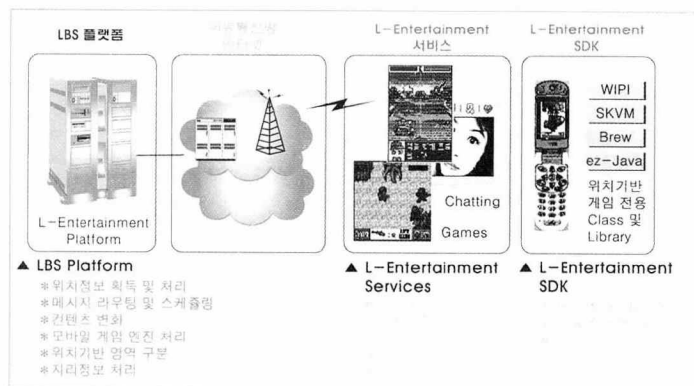 LBS 플랫폼
L-Entertainment
Platform
L-Entertainment
서비스
Chatting
Games
L-Entertainment
SDK
WIPI
SKVM
Brew
ez-Java
위치기반
게임 전용
Class 및
Library
▲ LBS Platform
*위치정보 획득 및 처리
*메시지 라우팅 및 스케쥴링
*컨텐츠 변화
*모바일 게임 엔진 처리
*위치기반 영역 구분
*지리정보 처리
▲ L-Entertainment
Services
▲ L-Entertainment
SDK